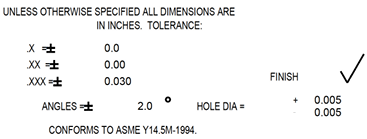 UNLESS OTHERWISE SPECIFIED ALL DIMENSIONS ARE
IN INCHES. TOLERANCE:
.X =± 0.0
.XX =± 0.00
.XXX =± 0.030
FINISH
ANGLES =± 2.0 ° HOLE DIA = + 0.005
- 0.005
CONFORMS TO ASME Y14.5M-1994.